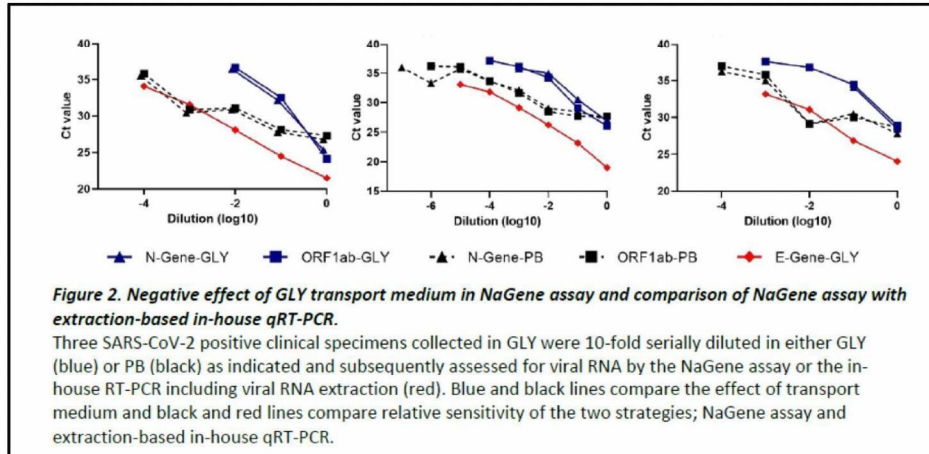 40
35
30
25
20
Ct value
-4
-2
0
Dilution (log10)
40
35
30
25
20
15
Ct value
-6
-4
-2
0
Dilution (log10)
40
35
30
25
20
Ct value
-4
-2
0
Dilution (log10)
N-Gene-GLY ORF1ab-GLY N-Gene-PB ORF1ab-PB E-Gene-GLY
Figure 2. Negative effect of GLY transport medium in NaGene assay and comparison of NaGene assay with
extraction-based in-house qRT-PCR.
Three SARS-CoV-2 positive clinical specimens collected in GLY were 10-fold serially diluted in either GLY
(blue) or PB (black) as indicated and subsequently assessed for viral RNA by the NaGene assay or the in-
house RT-PCR including viral RNA extraction (red). Blue and black lines compare the effect of transport
medium and black and red lines compare relative sensitivity of the two strategies; NaGene assay and
extraction-based in-house qRT-PCR.